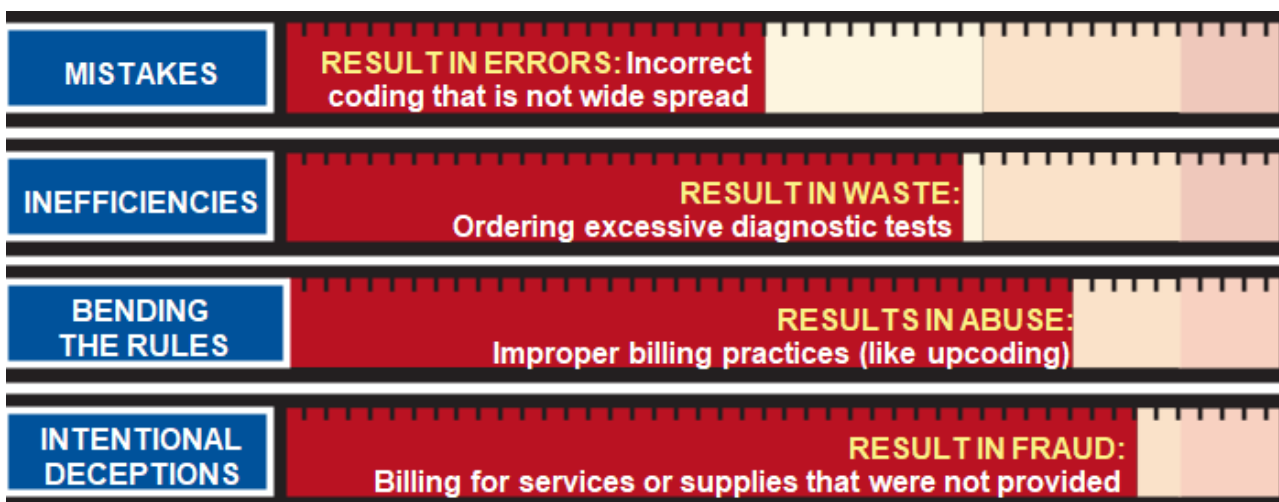 MISTAKES
RESULT IN ERRORS: Incorrect
coding that is not wide spread
INEFFICIENCIES
RESULT IN WASTE:
Ordering excessive diagnostic tests
BENDING
THE RULES
RESULTS IN ABUSE:
Improper billing practices (like upcoding)
INTENTIONAL
DECEPTIONS
RESULT IN FRAUD:
Billing for services or supplies that were not provided